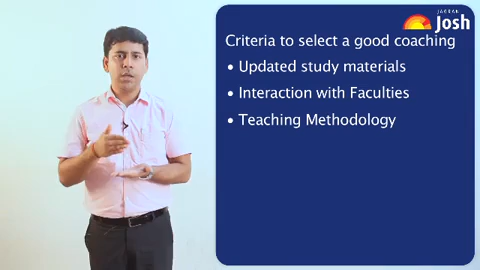 JAGRAN
Josh
Criteria to select a good coaching
• Updated study materials
• Interaction with Faculties
• Teaching Methodology